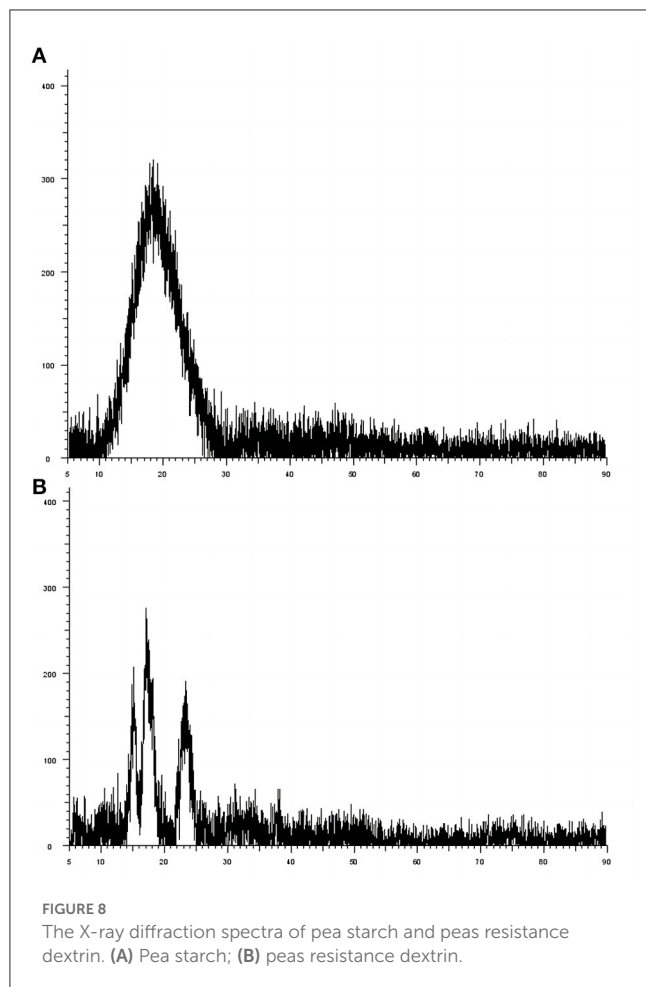 A
400
300
200
100
0
5 10 20 30 40 50 60 70 80 90
B
400
300
200
100
0
5 10 20 30 40 50 60 70 80 90
FIGURE 8
The X-ray diffraction spectra of pea starch and peas resistance
dextrin. (A) Pea starch; (B) peas resistance dextrin.